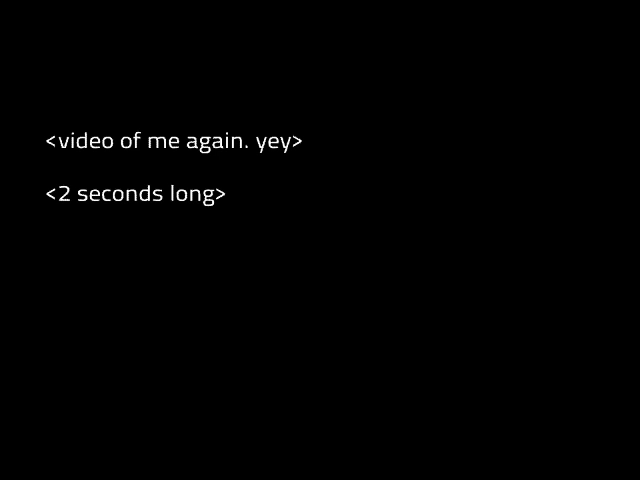 <video of me again. yey>
<2 seconds long>